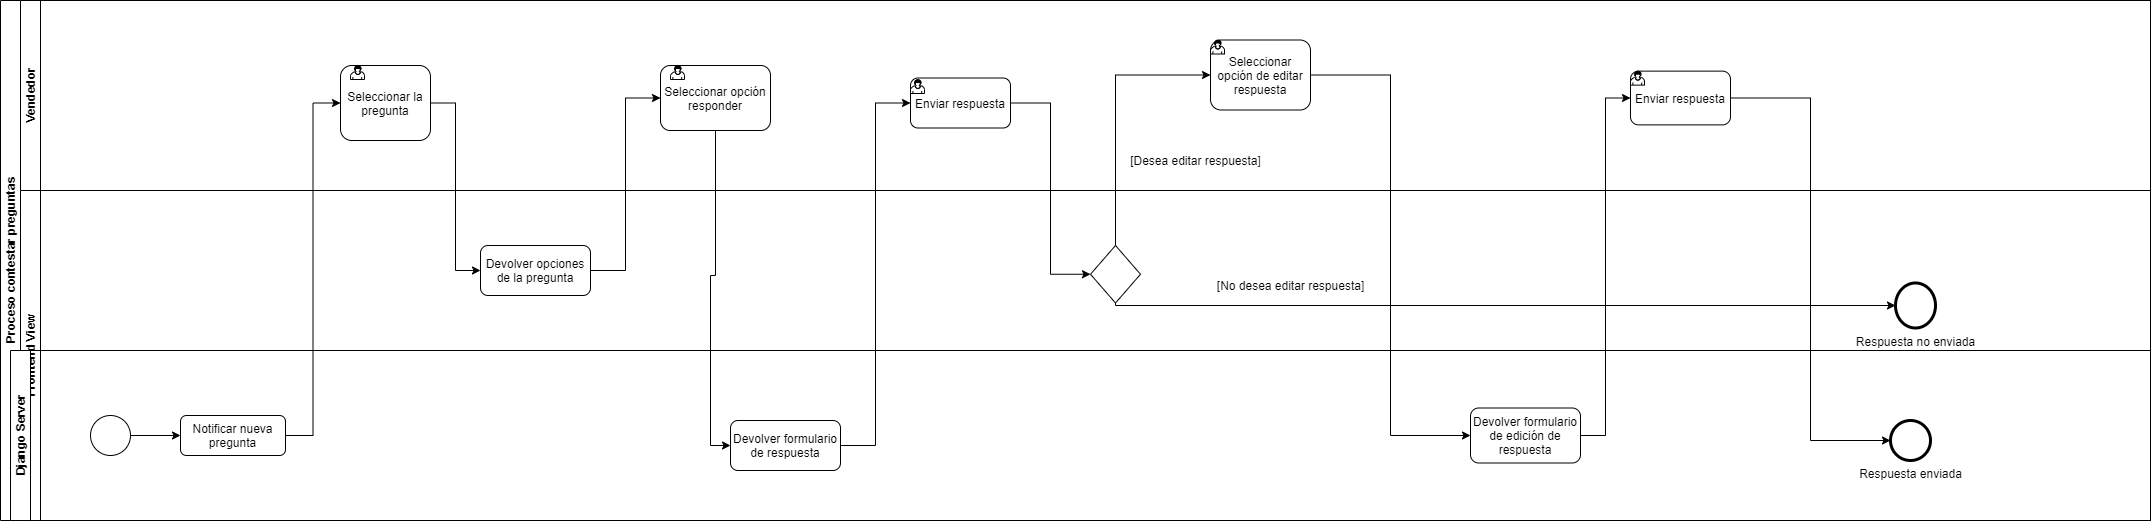 Proceso contestar preguntas
Vendedor
Seleccionar la
pregunta
Seleccionar opción
responder
Enviar respuesta
Seleccionar
opción de editar
respuesta
Enviar respuesta
[Desea editar respuesta]
Frontend View
Devolver opciones
de la pregunta
[No desea editar respuesta]
Respuesta no enviada
Django Server
Notificar nueva
pregunta
Devolver formulario
de respuesta
Devolver formulario
de edición de
respuesta
Respuesta enviada